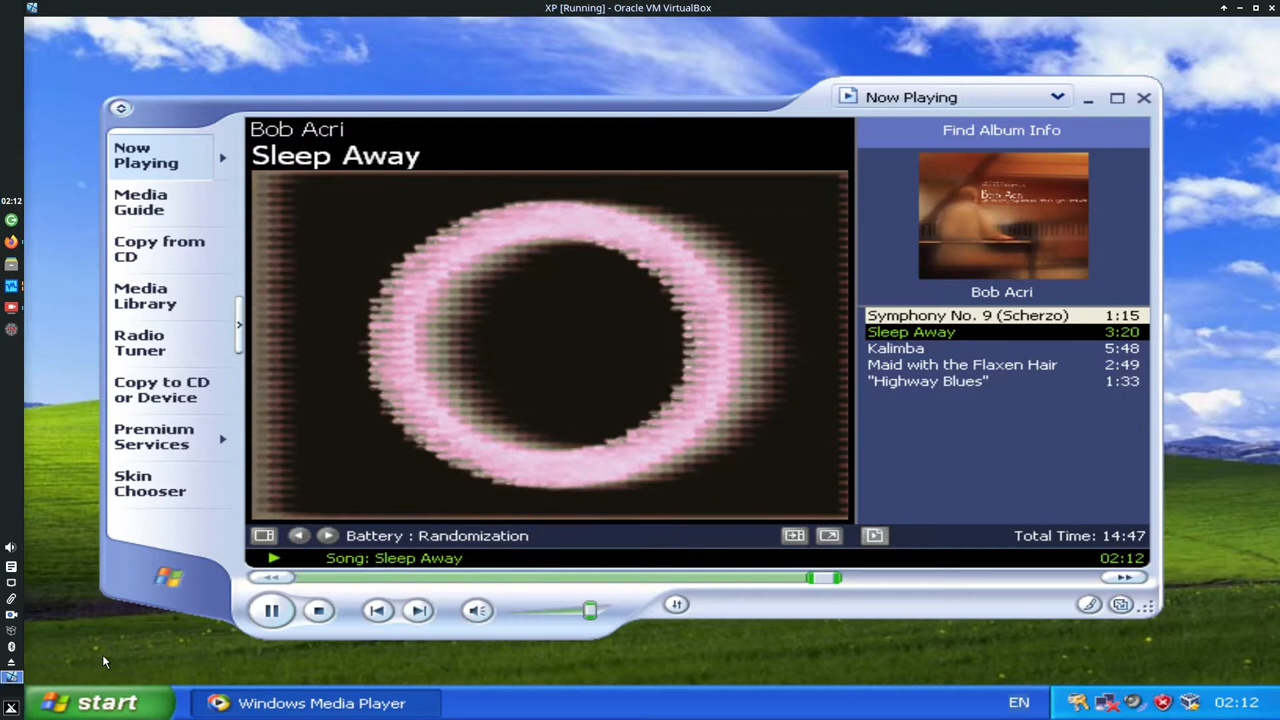 XP [Running] - Oracle VM VirtualBox
Now Playing
Bob Acri
Sleep Away
Find Album Info
Now
Playing
Media
Guide
Copy from
CD
Media
Library
Radio
Tuner
Copy to CD
or Device
Premium
Services
Skin
Chooser
Bob Acri
Bob Acri
Symphony No. 9 (Scherzo) 1:15
Sleep Away 3:20
Kalimba 5:48
Maid with the Flaxen Hair 2:49
"Highway Blues" 1:33
Battery : Randomization
Total Time: 14:47
Song: Sleep Away 02:12
02:12
start
Windows Media Player
EN
02:12